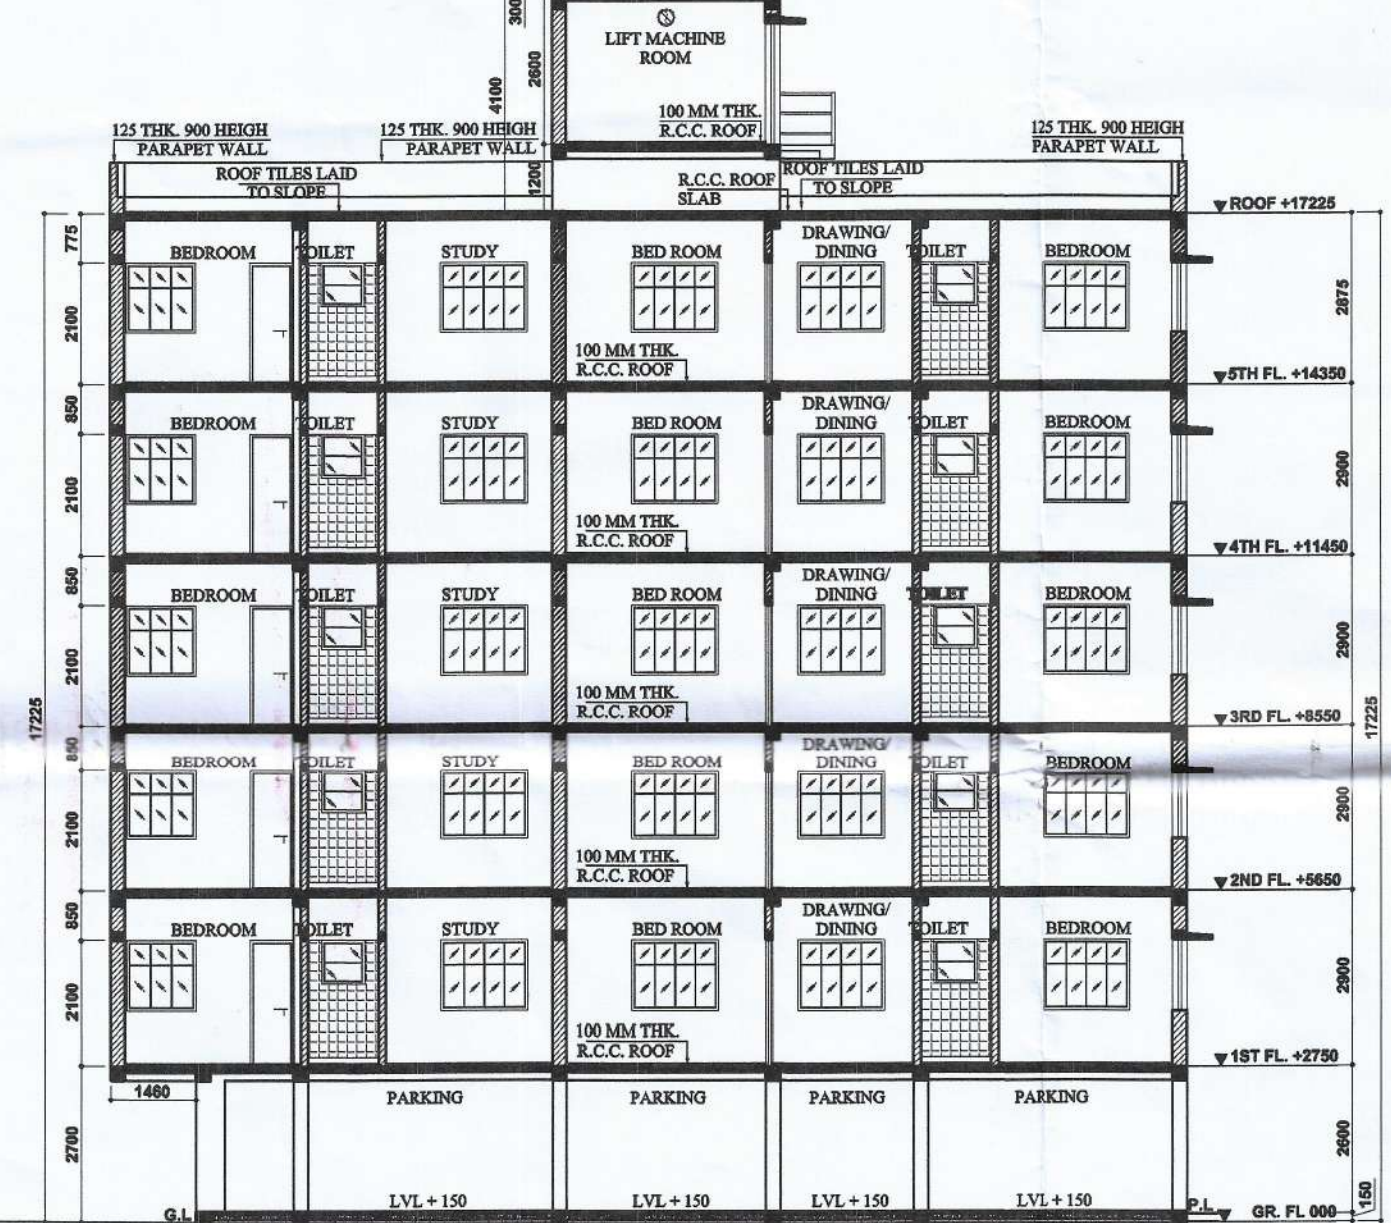 300
LIFT MACHINE
ROOM
2600
4100
100 MM THK.
R.C.C. ROOF
125 THK. 900 HEIGH
PARAPET WALL
125 THK. 900 HEIGH
PARAPET WALL
125 THK. 900 HEIGH
PARAPET WALL
ROOF TILES LAID
TO SLOPE
1200
R.C.C. ROOF
SLAB
ROOF TILES LAID
TO SLOPE
ROOF +17225
775
BEDROOM
TOILET
STUDY
BED ROOM
DRAWING/
DINING
TOILET
BEDROOM
2100
2875
100 MM THK.
R.C.C. ROOF
5TH FL. +14350
850
BEDROOM
TOILET
STUDY
BED ROOM
DRAWING/
DINING
TOILET
BEDROOM
2100
2900
100 MM THK.
R.C.C. ROOF
4TH FL. +11450
850
BEDROOM
TOILET
STUDY
BED ROOM
DRAWING/
DINING
TOILET
BEDROOM
2100
2900
100 MM THK.
R.C.C. ROOF
3RD FL. +8550
17225
17225
850
BEDROOM
TOILET
STUDY
BED ROOM
DRAWING/
DINING
TOILET
BEDROOM
2100
2900
100 MM THK.
R.C.C. ROOF
2ND FL. +5650
850
BEDROOM
TOILET
STUDY
BED ROOM
DRAWING/
DINING
TOILET
BEDROOM
2100
2900
100 MM THK.
R.C.C. ROOF
1ST FL. +2750
1460
PARKING
PARKING
PARKING
PARKING
2700
2600
LVL + 150
LVL + 150
LVL + 150
LVL + 150
G.L
P.L
GR. FL 000
150